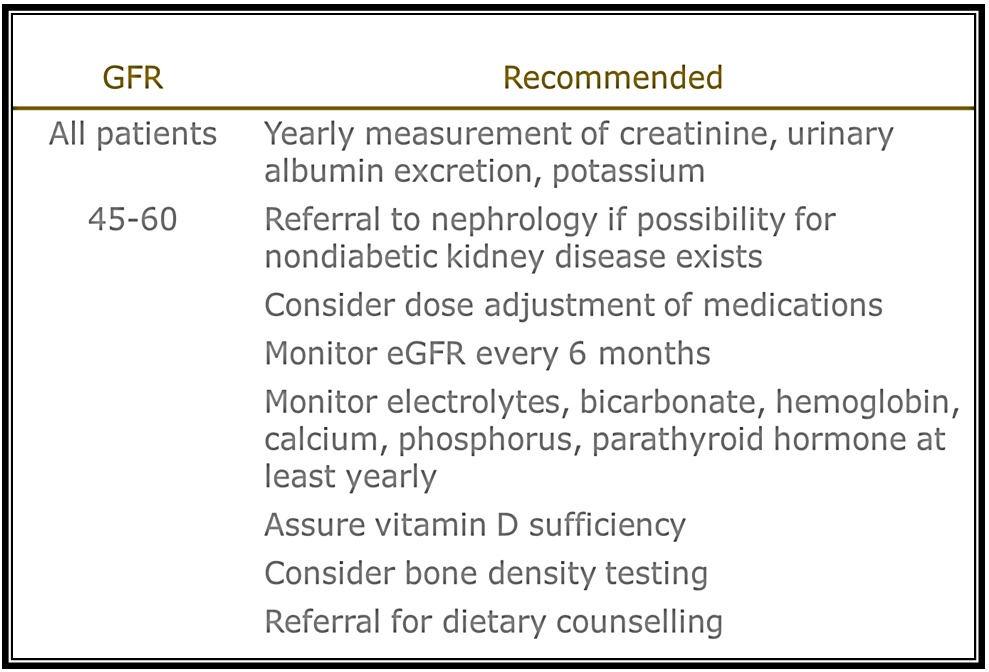 GFR Recommended
All patients Yearly measurement of creatinine, urinary
albumin excretion, potassium
45-60 Referral to nephrology if possibility for
nondiabetic kidney disease exists
Consider dose adjustment of medications
Monitor eGFR every 6 months
Monitor electrolytes, bicarbonate, hemoglobin,
calcium, phosphorus, parathyroid hormone at
least yearly
Assure vitamin D sufficiency
Consider bone density testing
Referral for dietary counselling